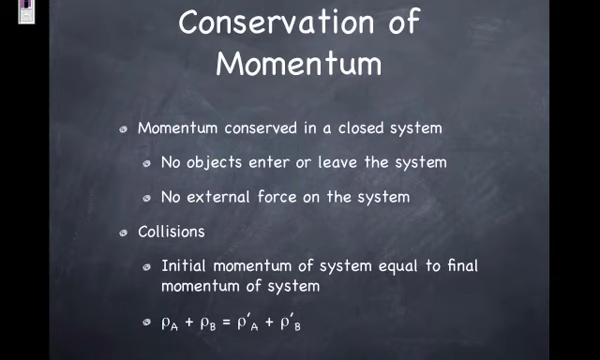 Conservation of
Momentum
Momentum conserved in a closed system
No objects enter or leave the system
No external force on the system
Collisions
Initial momentum of system equal to final
momentum of system
ρA + ρB = ρ′A + ρ′B